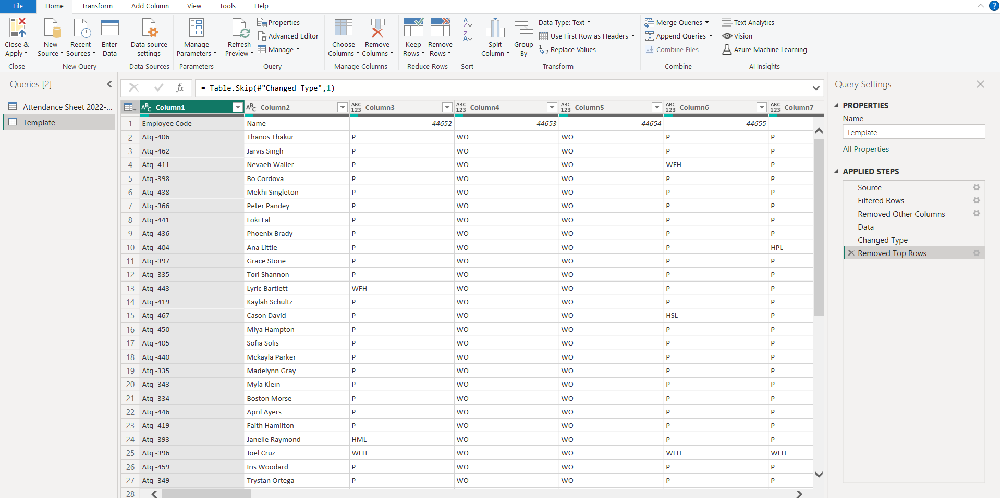 File Home Transform Add Column View Tools Help
Close & Apply
New Source
Recent Sources
Enter Data
Data source settings
Manage Parameters
Refresh Preview
Properties
Advanced Editor
Manage
Choose Columns
Remove Columns
Keep Rows
Remove Rows
Split Column
Group By
Data Type: Text
Use First Row as Headers
Replace Values
Merge Queries
Append Queries
Combine Files
Text Analytics
Vision
Azure Machine Learning
Close New Query Data Sources Parameters Query Manage Columns Reduce Rows Sort Transform Combine AI Insights
Queries [2]
Attendance Sheet 2022-...
Template
fx = Table.Skip(#"Changed Type",1)
Column1 Column2 Column3 Column4 Column5 Column6 Column7
1 Employee Code Name 44652 44653 44654 44655
2 Atq -406 Thanos Thakur P WO WO P P
3 Atq -462 Jarvis Singh P WO WO P P
4 Atq -411 Nevaeh Waller P WO WO WFH P
5 Atq -398 Bo Cordova P WO WO P P
6 Atq -438 Mekhi Singleton P WO WO P P
7 Atq -366 Peter Pandey P WO WO P P
8 Atq -441 Loki Lal P WO WO P P
9 Atq -436 Phoenix Brady P WO WO P P
10 Atq -404 Ana Little P WO WO P HPL
11 Atq -397 Grace Stone P WO WO P P
12 Atq -335 Tori Shannon P WO WO P P
13 Atq -443 Lyric Bartlett WFH WO WO P P
14 Atq -419 Kaylah Schultz P WO WO P P
15 Atq -467 Cason David P WO WO HSL P
16 Atq -450 Miya Hampton P WO WO P P
17 Atq -405 Sofia Solis P WO WO P P
18 Atq -440 Mckayla Parker P WO WO P P
19 Atq -335 Madelynn Gray P WO WO P P
20 Atq -343 Myla Klein P WO WO P P
21 Atq -334 Boston Morse P WO WO P P
22 Atq -446 April Ayers P WO WO P P
23 Atq -419 Faith Hamilton P WO WO P P
24 Atq -393 Janelle Raymond HML WO WO P P
25 Atq -396 Joel Cruz WFH WO WO WFH WFH
26 Atq -459 Iris Woodard P WO WO P P
27 Atq -349 Trystan Ortega P WO WO P P
28
Query Settings
PROPERTIES
Name
Template
All Properties
APPLIED STEPS
Source
Filtered Rows
Removed Other Columns
Data
Changed Type
Removed Top Rows